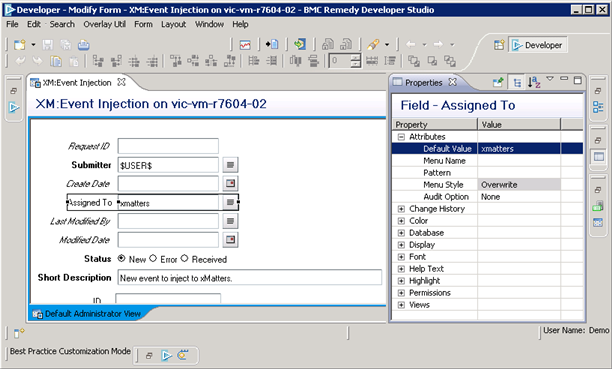 Developer - Modify Form - XM:Event Injection on vic-vm-r7604-02 - BMC Remedy Developer Studio
File Edit Search Overlay Util Form Layout Window Help
Developer
XM:Event Injection
XM:Event Injection on vic-vm-r7604-02
Request ID
Submitter $USER$
Create Date
Assigned To xmatters
Last Modified By
Modified Date
Status New Error Received
Short Description New event to inject to xMatters.
ID
Default Administrator View
Properties
Field - Assigned To
Property Value
Attributes
Default Value xmatters
Menu Name
Pattern
Menu Style Overwrite
Audit Option None
Change History
Color
Database
Display
Font
Help Text
Highlight
Permissions
Views
User Name: Demo
Best Practice Customization Mode